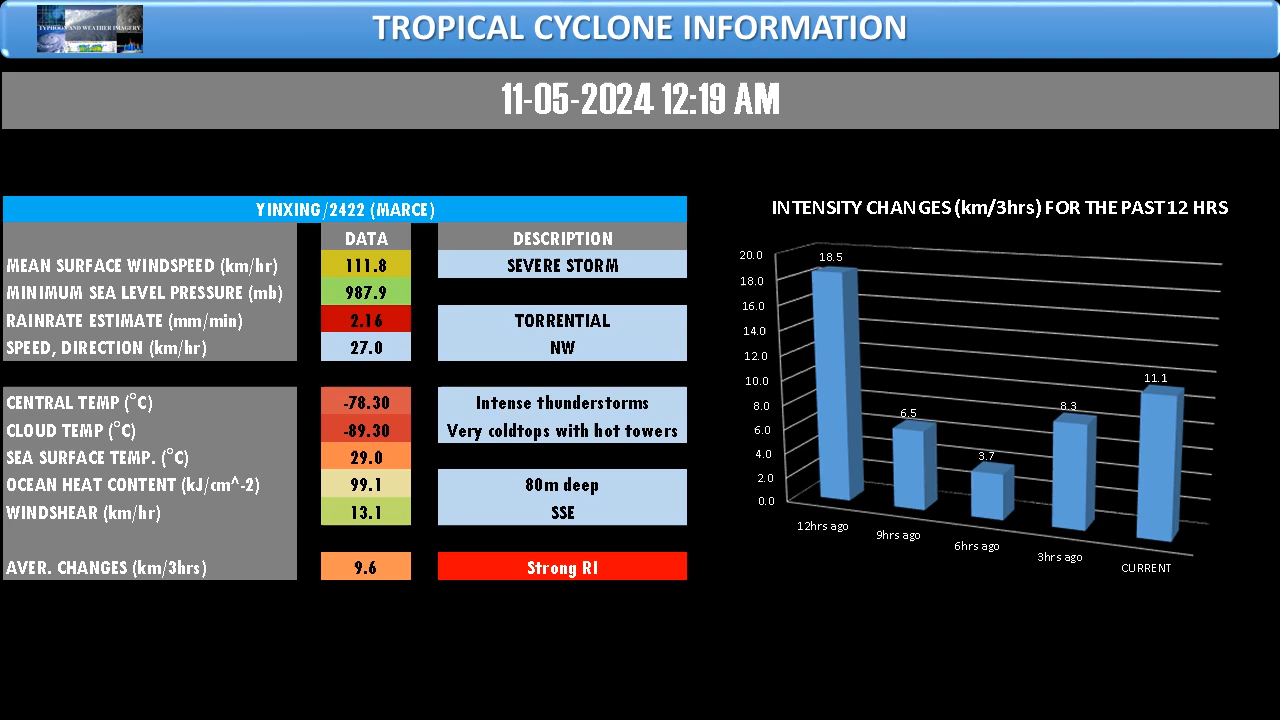 TYPHOON AND WEATHER IMAGERY
TROPICAL CYCLONE INFORMATION
11-05-2024 12:19 AM
YINXING/2422 (MARCE)
DATA DESCRIPTION
MEAN SURFACE WINDSPEED (km/hr) 111.8 SEVERE STORM
MINIMUM SEA LEVEL PRESSURE (mb) 987.9
RAINRATE ESTIMATE (mm/min) 2.16 TORRENTIAL
SPEED, DIRECTION (km/hr) 27.0 NW
CENTRAL TEMP (°C) -78.30 Intense thunderstorms
CLOUD TEMP (°C) -89.30 Very coldtops with hot towers
SEA SURFACE TEMP. (°C) 29.0
OCEAN HEAT CONTENT (kJ/cm^-2) 99.1 80m deep
WINDSHEAR (km/hr) 13.1 SSE
AVER. CHANGES (km/3hrs) 9.6 Strong RI
INTENSITY CHANGES (km/3hrs) FOR THE PAST 12 HRS
20.0
18.0
16.0
14.0
12.0
10.0
8.0
6.0
4.0
2.0
0.0
18.5
6.5
3.7
8.3
11.1
12hrs ago
9hrs ago
6hrs ago
3hrs ago
CURRENT